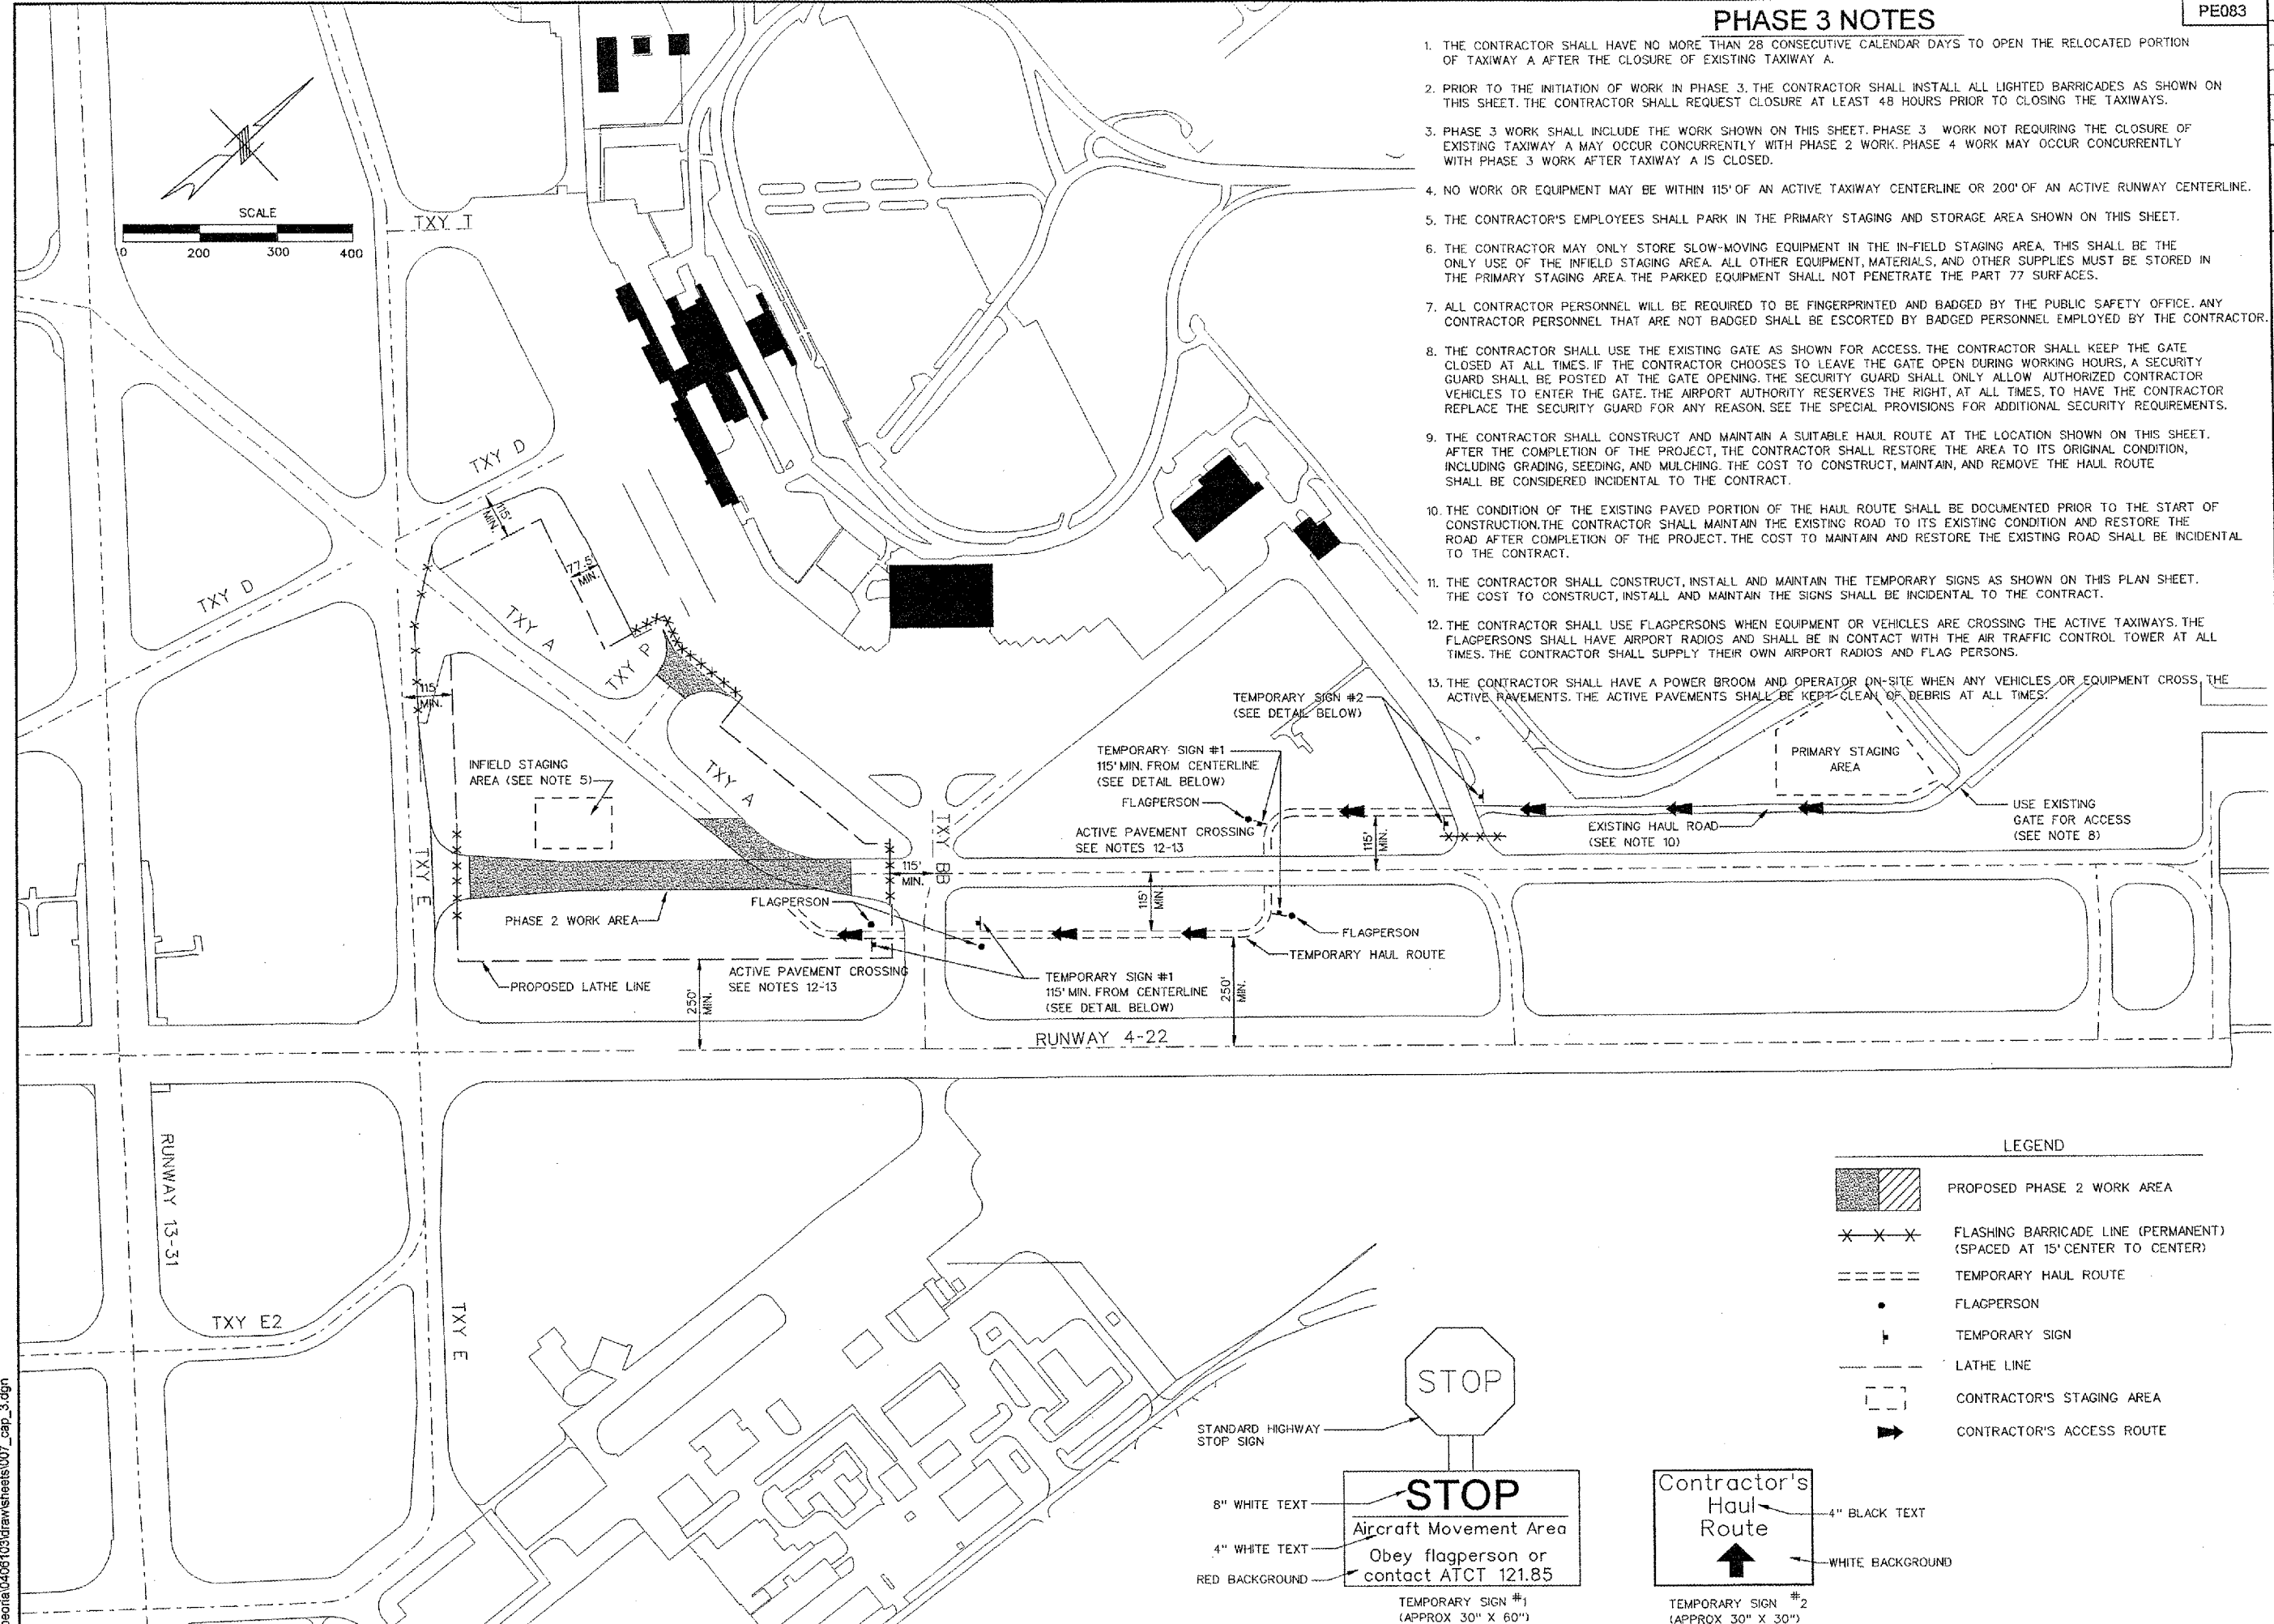 PE083
PHASE 3 NOTES
1. THE CONTRACTOR SHALL HAVE NO MORE THAN 28 CONSECUTIVE CALENDAR DAYS TO OPEN THE RELOCATED PORTION
OF TAXIWAY A AFTER THE CLOSURE OF EXISTING TAXIWAY A.
2. PRIOR TO THE INITIATION OF WORK IN PHASE 3. THE CONTRACTOR SHALL INSTALL ALL LIGHTED BARRICADES AS SHOWN ON
THIS SHEET. THE CONTRACTOR SHALL REQUEST CLOSURE AT LEAST 48 HOURS PRIOR TO CLOSING THE TAXIWAYS.
3. PHASE 3 WORK SHALL INCLUDE THE WORK SHOWN ON THIS SHEET. PHASE 3 WORK NOT REQUIRING THE CLOSURE OF
EXISTING TAXIWAY A MAY OCCUR CONCURRENTLY WITH PHASE 2 WORK. PHASE 4 WORK MAY OCCUR CONCURRENTLY
WITH PHASE 3 WORK AFTER TAXIWAY A IS CLOSED.
4. NO WORK OR EQUIPMENT MAY BE WITHIN 115' OF AN ACTIVE TAXIWAY CENTERLINE OR 200' OF AN ACTIVE RUNWAY CENTERLINE.
5. THE CONTRACTOR'S EMPLOYEES SHALL PARK IN THE PRIMARY STAGING AND STORAGE AREA SHOWN ON THIS SHEET.
6. THE CONTRACTOR MAY ONLY STORE SLOW-MOVING EQUIPMENT IN THE IN-FIELD STAGING AREA. THIS SHALL BE THE
ONLY USE OF THE INFIELD STAGING AREA. ALL OTHER EQUIPMENT, MATERIALS, AND OTHER SUPPLIES MUST BE STORED IN
THE PRIMARY STAGING AREA. THE PARKED EQUIPMENT SHALL NOT PENETRATE THE PART 77 SURFACES.
7. ALL CONTRACTOR PERSONNEL WILL BE REQUIRED TO BE FINGERPRINTED AND BADGED BY THE PUBLIC SAFETY OFFICE. ANY
CONTRACTOR PERSONNEL THAT ARE NOT BADGED SHALL BE ESCORTED BY BADGED PERSONNEL EMPLOYED BY THE CONTRACTOR.
8. THE CONTRACTOR SHALL USE THE EXISTING GATE AS SHOWN FOR ACCESS. THE CONTRACTOR SHALL KEEP THE GATE
CLOSED AT ALL TIMES. IF THE CONTRACTOR CHOOSES TO LEAVE THE GATE OPEN DURING WORKING HOURS, A SECURITY
GUARD SHALL BE POSTED AT THE GATE OPENING. THE SECURITY GUARD SHALL ONLY ALLOW AUTHORIZED CONTRACTOR
VEHICLES TO ENTER THE GATE. THE AIRPORT AUTHORITY RESERVES THE RIGHT, AT ALL TIMES, TO HAVE THE CONTRACTOR
REPLACE THE SECURITY GUARD FOR ANY REASON. SEE THE SPECIAL PROVISIONS FOR ADDITIONAL SECURITY REQUIREMENTS.
9. THE CONTRACTOR SHALL CONSTRUCT AND MAINTAIN A SUITABLE HAUL ROUTE AT THE LOCATION SHOWN ON THIS SHEET.
AFTER THE COMPLETION OF THE PROJECT, THE CONTRACTOR SHALL RESTORE THE AREA TO ITS ORIGINAL CONDITION,
INCLUDING GRADING, SEEDING, AND MULCHING. THE COST TO CONSTRUCT, MAINTAIN, AND REMOVE THE HAUL ROUTE
SHALL BE CONSIDERED INCIDENTAL TO THE CONTRACT.
10. THE CONDITION OF THE EXISTING PAVED PORTION OF THE HAUL ROUTE SHALL BE DOCUMENTED PRIOR TO THE START OF
CONSTRUCTION. THE CONTRACTOR SHALL MAINTAIN THE EXISTING ROAD TO ITS EXISTING CONDITION AND RESTORE THE
ROAD AFTER COMPLETION OF THE PROJECT. THE COST TO MAINTAIN AND RESTORE THE EXISTING ROAD SHALL BE INCIDENTAL
TO THE CONTRACT.
11. THE CONTRACTOR SHALL CONSTRUCT, INSTALL AND MAINTAIN THE TEMPORARY SIGNS AS SHOWN ON THIS PLAN SHEET.
THE COST TO CONSTRUCT, INSTALL AND MAINTAIN THE SIGNS SHALL BE INCIDENTAL TO THE CONTRACT.
12. THE CONTRACTOR SHALL USE FLAGPERSONS WHEN EQUIPMENT OR VEHICLES ARE CROSSING THE ACTIVE TAXIWAYS. THE
FLAGPERSONS SHALL HAVE AIRPORT RADIOS AND SHALL BE IN CONTACT WITH THE AIR TRAFFIC CONTROL TOWER AT ALL
TIMES. THE CONTRACTOR SHALL SUPPLY THEIR OWN AIRPORT RADIOS AND FLAG PERSONS.
13. THE CONTRACTOR SHALL HAVE A POWER BROOM AND OPERATOR ON-SITE WHEN ANY VEHICLES OR EQUIPMENT CROSS THE
ACTIVE PAVEMENTS. THE ACTIVE PAVEMENTS SHALL BE KEPT CLEAN OF DEBRIS AT ALL TIMES.
SCALE
0 200 300 400
TXY T
TXY D
115'
MIN.
77.5'
MIN.
TXY D
TXY A
TXY P
115'
MIN.
TXY A
TEMPORARY SIGN #2
(SEE DETAIL BELOW)
TEMPORARY SIGN #1
115' MIN. FROM CENTERLINE
(SEE DETAIL BELOW)
FLAGPERSON
PRIMARY STAGING
AREA
INFIELD STAGING
AREA (SEE NOTE 5)
ACTIVE PAVEMENT CROSSING
SEE NOTES 12-13
EXISTING HAUL ROAD
(SEE NOTE 10)
USE EXISTING
GATE FOR ACCESS
(SEE NOTE 8)
TXY BB
115'
MIN.
115'
MIN.
115'
MIN.
TXY E
PHASE 2 WORK AREA
FLAGPERSON
FLAGPERSON
TEMPORARY HAUL ROUTE
PROPOSED LATHE LINE
ACTIVE PAVEMENT CROSSING
SEE NOTES 12-13
TEMPORARY SIGN #1
115' MIN. FROM CENTERLINE
(SEE DETAIL BELOW)
250'
MIN.
250'
MIN.
RUNWAY 4-22
RUNWAY 13-31
TXY E2
TXY E
LEGEND
PROPOSED PHASE 2 WORK AREA
FLASHING BARRICADE LINE (PERMANENT)
(SPACED AT 15' CENTER TO CENTER)
TEMPORARY HAUL ROUTE
FLAGPERSON
TEMPORARY SIGN
LATHE LINE
CONTRACTOR'S STAGING AREA
CONTRACTOR'S ACCESS ROUTE
STOP
STANDARD HIGHWAY
STOP SIGN
8" WHITE TEXT
STOP
Aircraft Movement Area
4" WHITE TEXT
Obey flagperson or
contact ATCT 121.85
RED BACKGROUND
TEMPORARY SIGN #1
(APPROX 30" X 60")
Contractor's
Haul
Route
4" BLACK TEXT
WHITE BACKGROUND
TEMPORARY SIGN #2
(APPROX 30" X 30")
peoria\0406103\draw\sheets\007_cap_3.dgn